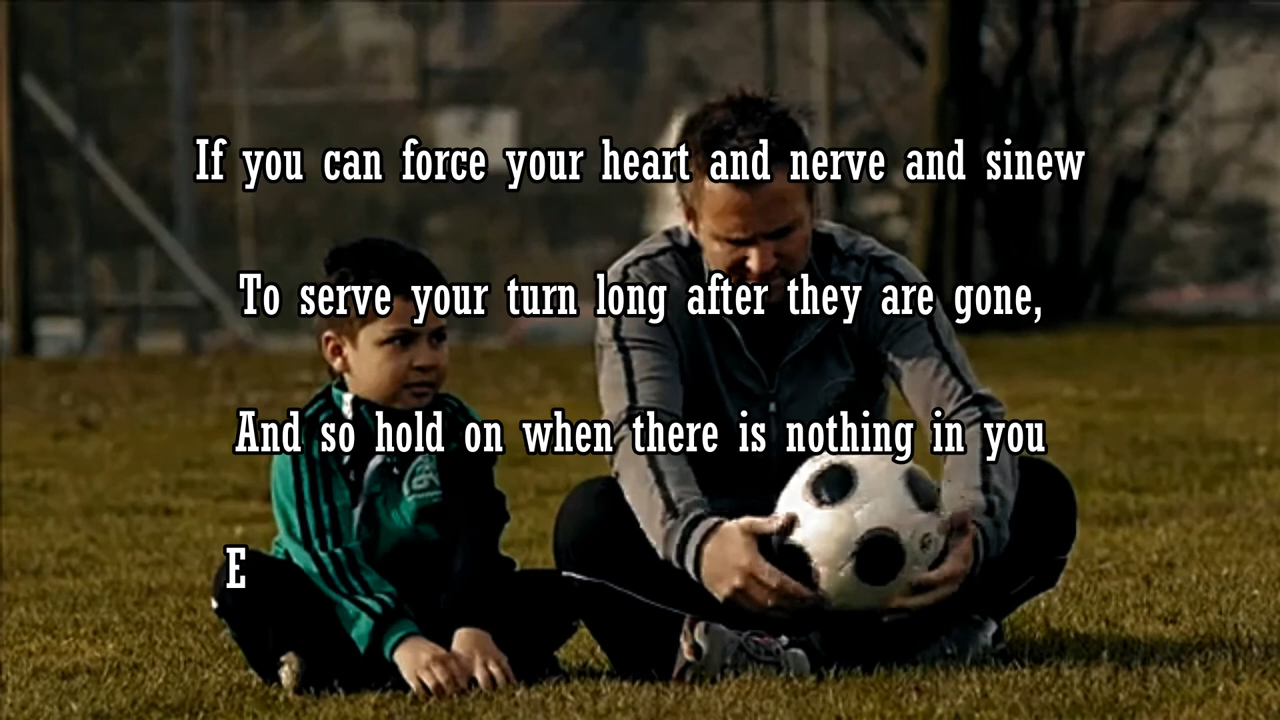 If you can force your heart and nerve and sinew
To serve your turn long after they are gone,
And so hold on when there is nothing in you
E